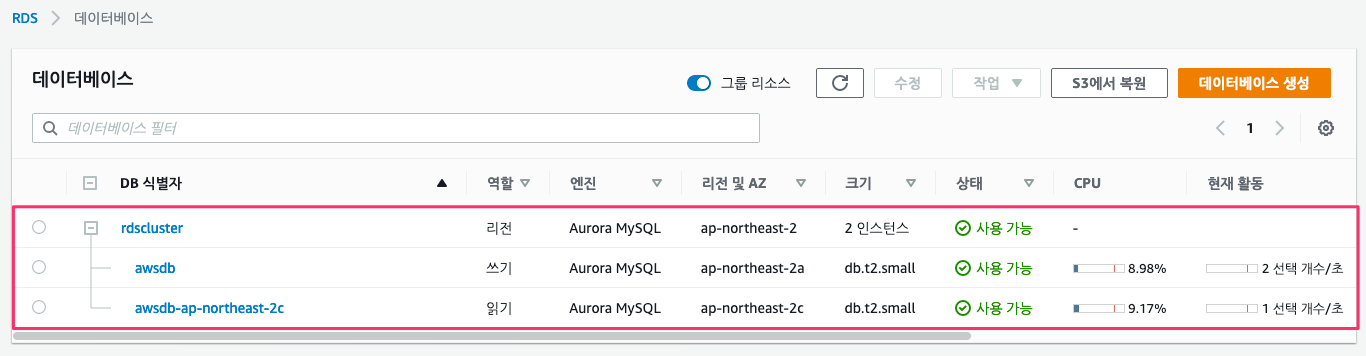 RDS > 데이터베이스
데이터베이스 그룹 리소스 수정 작업 S3에서 복원 데이터베이스 생성
데이터베이스 필터 1
DB 식별자 역할 엔진 리전 및 AZ 크기 상태 CPU 현재 활동
rdscluster 리전 Aurora MySQL ap-northeast-2 2 인스턴스 사용 가능 -
awsdb 쓰기 Aurora MySQL ap-northeast-2a db.t2.small 사용 가능 8.98% 2 선택 개수/초
awsdb-ap-northeast-2c 읽기 Aurora MySQL ap-northeast-2c db.t2.small 사용 가능 9.17% 1 선택 개수/초